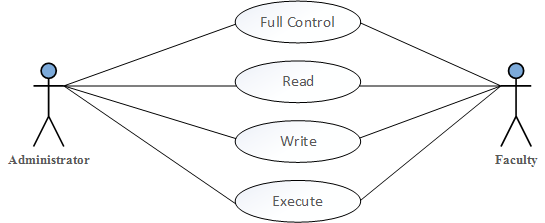 Full Control
Read
Write
Execute
Administrator
Faculty